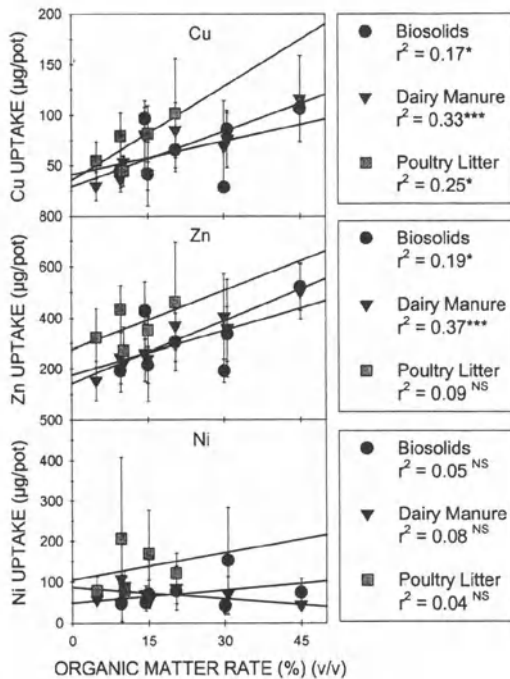 200
150
100
50
800
Cu UPTAKE (µg/pot)
Cu
Biosolids
r² = 0.17*
Dairy Manure
r² = 0.33***
Poultry Litter
r² = 0.25*
600
400
200
500
Zn UPTAKE (µg/pot)
Zn
Biosolids
r² = 0.19*
Dairy Manure
r² = 0.37***
Poultry Litter
r² = 0.09 NS
400
300
200
100
0
Ni UPTAKE (µg/pot)
Ni
Biosolids
r² = 0.05 NS
Dairy Manure
r² = 0.08 NS
Poultry Litter
r² = 0.04 NS
0 15 30 45
ORGANIC MATTER RATE (%) (v/v)